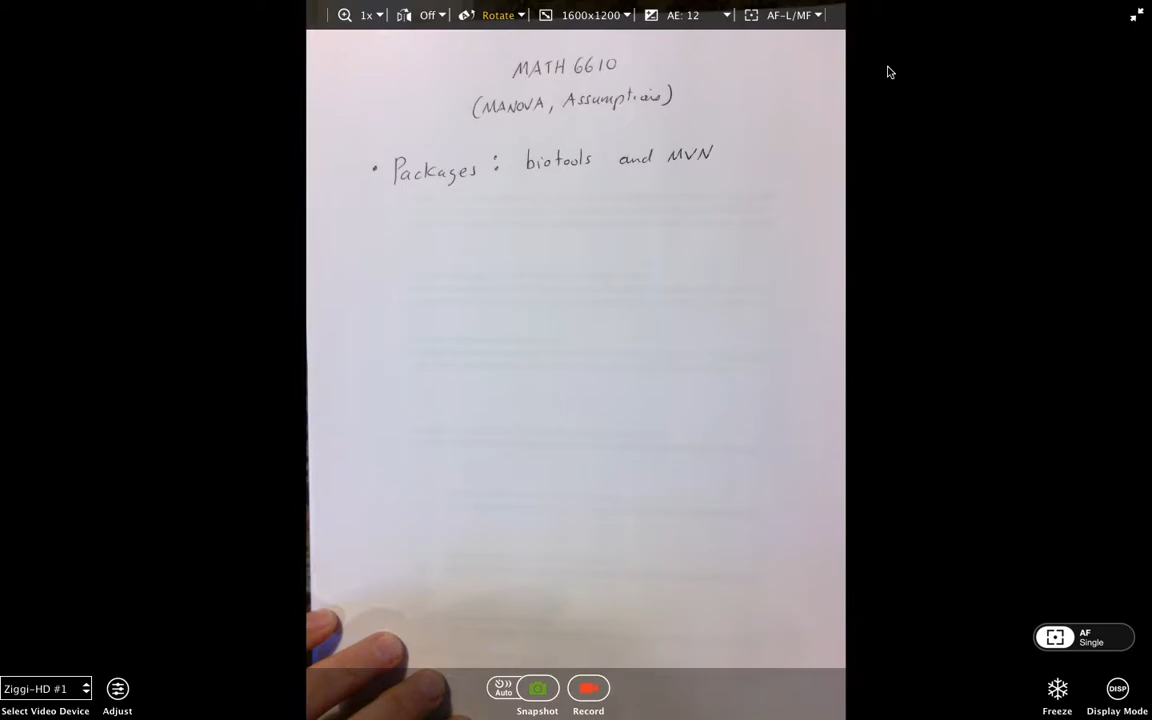 1x Off Rotate 1600x1200 AE: 12 AF-L/MF
MATH 6610
(MANOVA, Assumptions)
• Packages : biotools and MVN
AF
Single
Ziggi-HD #1
Auto
DISP
Select Video Device Adjust Snapshot Record Freeze Display Mode